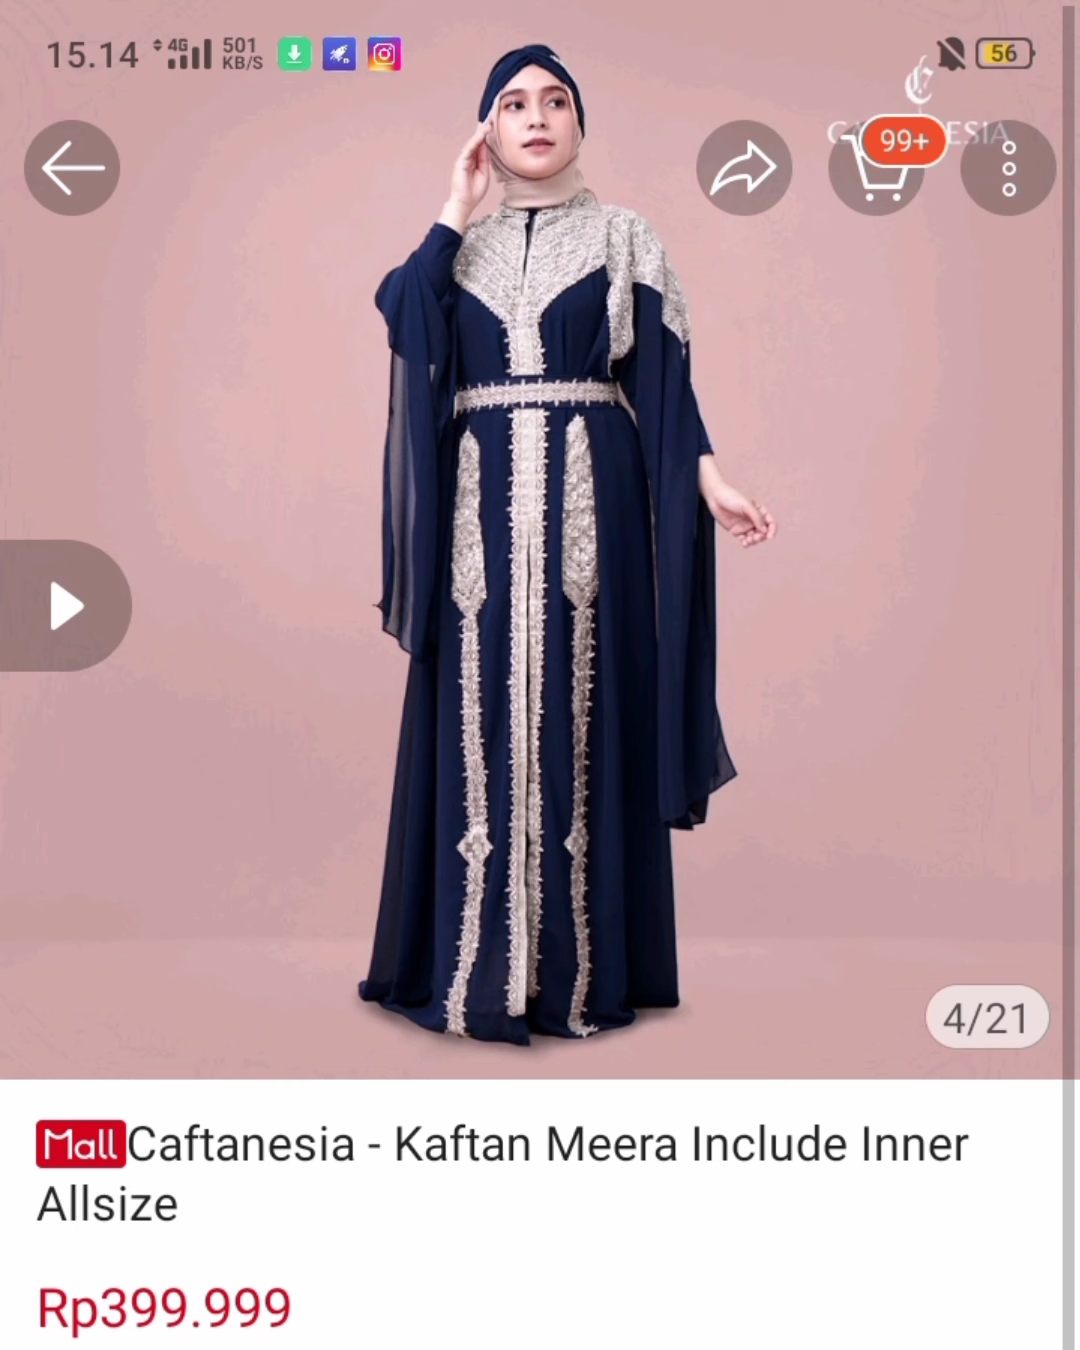 15.14 4G 501 KB/S 56
99+
4/21
Mall Caftanesia - Kaftan Meera Include Inner
Allsize
Rp399.999